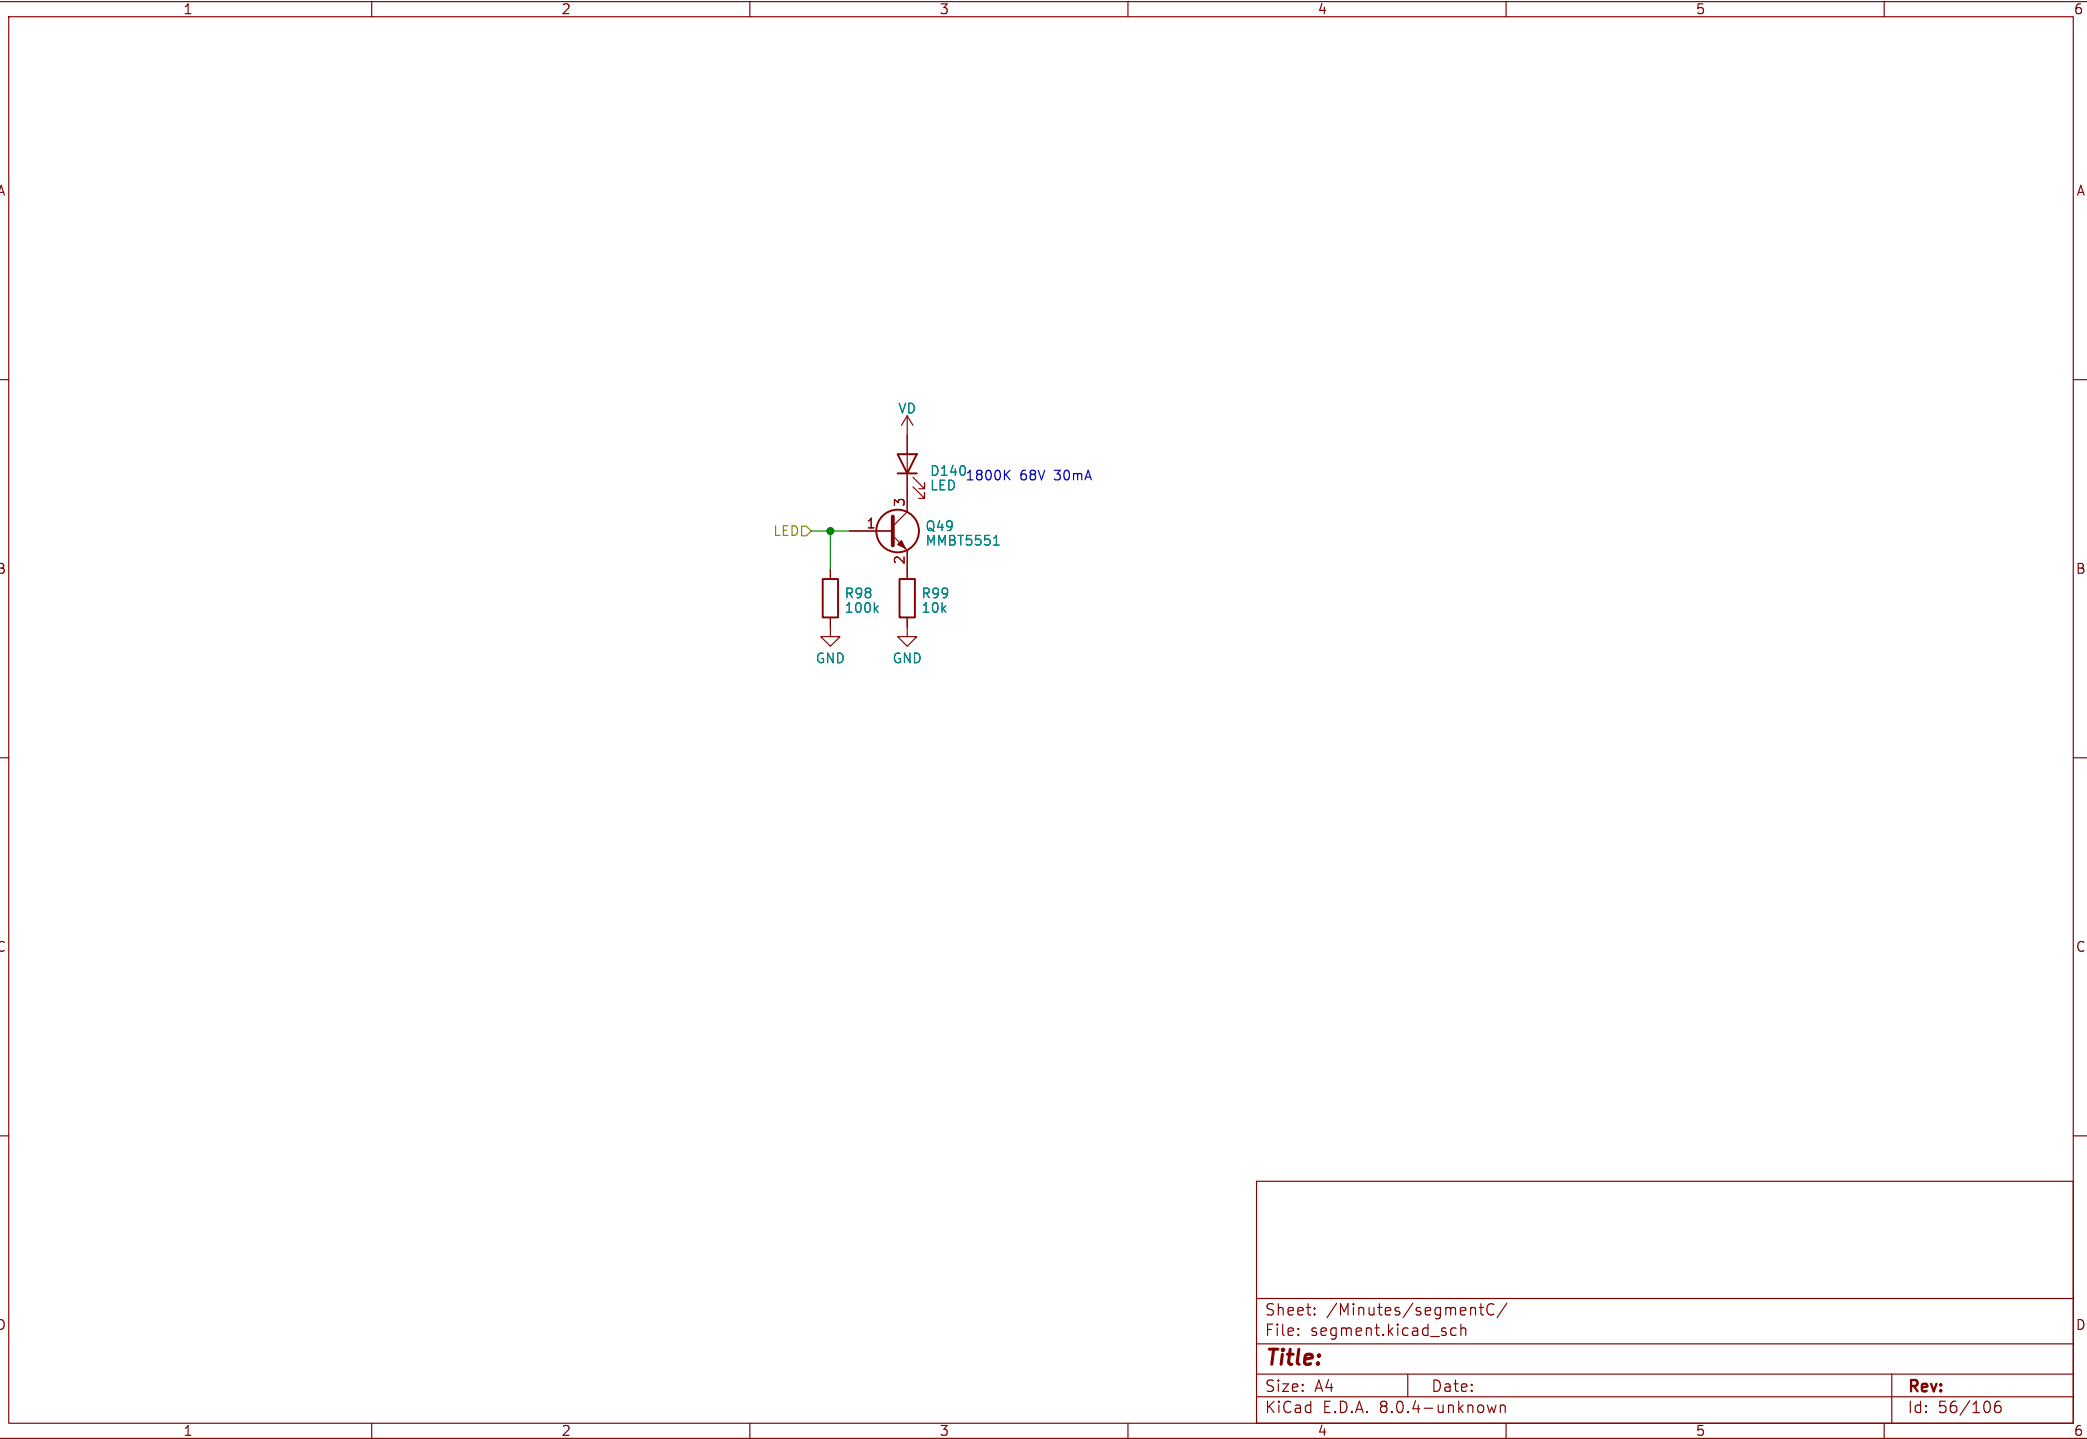 1 2 3 4 5 6
A A
VD
D140
LED
1800K 68V 30mA
3
LED
1
Q49
MMBT5551
2
B B
R98
100k
R99
10k
GND GND
C C
Sheet: /Minutes/segmentC/
File: segment.kicad_sch
D D
Title:
Size: A4 Date: Rev:
KiCad E.D.A. 8.0.4-unknown Id: 56/106
1 2 3 4 5 6